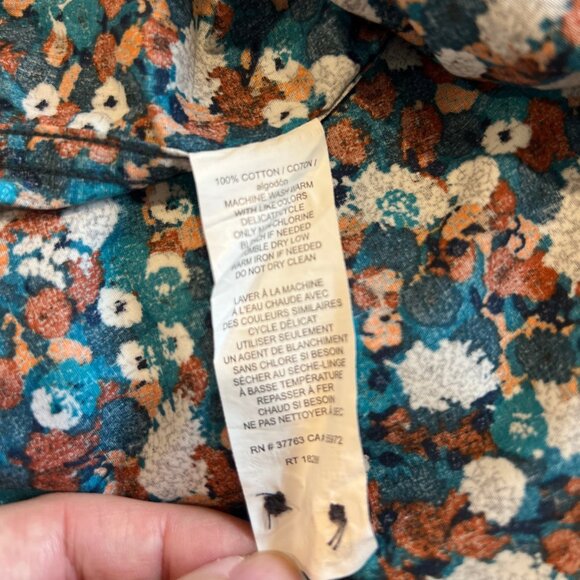 100% COTTON / COTON /
algodón
MACHINE WASH WARM
WITH LIKE COLORS
DELICATE CYCLE
ONLY NON-CHLORINE
BLEACH IF NEEDED
TUMBLE DRY LOW
WARM IRON IF NEEDED
DO NOT DRY CLEAN
LAVER À LA MACHINE
À L'EAU CHAUDE AVEC
DES COULEURS SIMILAIRES
CYCLE DÉLICAT
UTILISER SEULEMENT
UN AGENT DE BLANCHIMENT
SANS CHLORE SI BESOIN
SÉCHER AU SÈCHE-LINGE
À BASSE TEMPÉRATURE
REPASSER À FER
CHAUD SI BESOIN
NE PAS NETTOYER À SEC
RN # 37763 CA#
RT